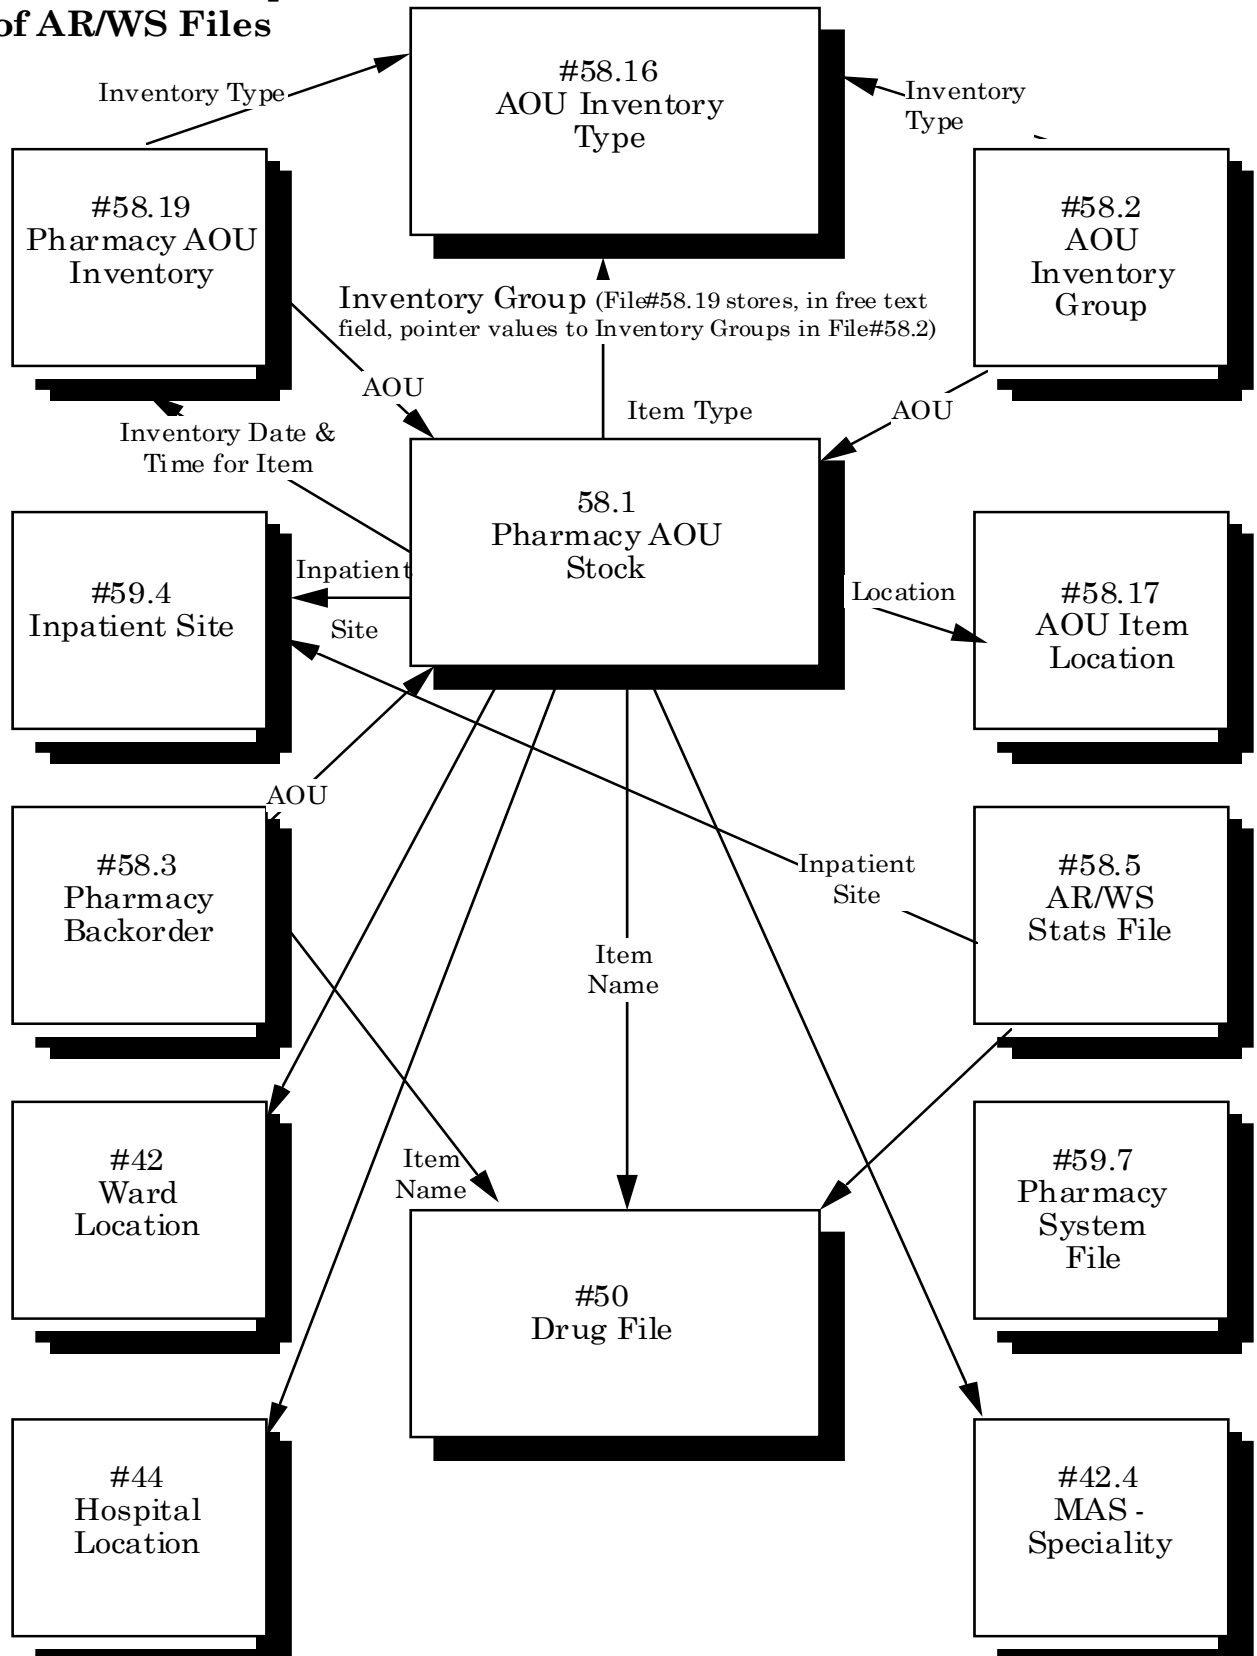 of AR/WS Files
#58.16
AOU Inventory
Type
Inventory Type
Inventory
Type
#58.19
Pharmacy AOU
Inventory
#58.2
AOU
Inventory
Group
Inventory Group (File#58.19 stores, in free text
field, pointer values to Inventory Groups in File#58.2)
AOU
Item Type
AOU
Inventory Date &
Time for Item
58.1
Pharmacy AOU
Stock
Inpatient
Site
Location
#59.4
Inpatient Site
#58.17
AOU Item
Location
AOU
#58.3
Pharmacy
Backorder
Inpatient
Site
#58.5
AR/WS
Stats File
Item
Name
Item
Name
#42
Ward
Location
#59.7
Pharmacy
System
File
#50
Drug File
#44
Hospital
Location
#42.4
MAS -
Speciality